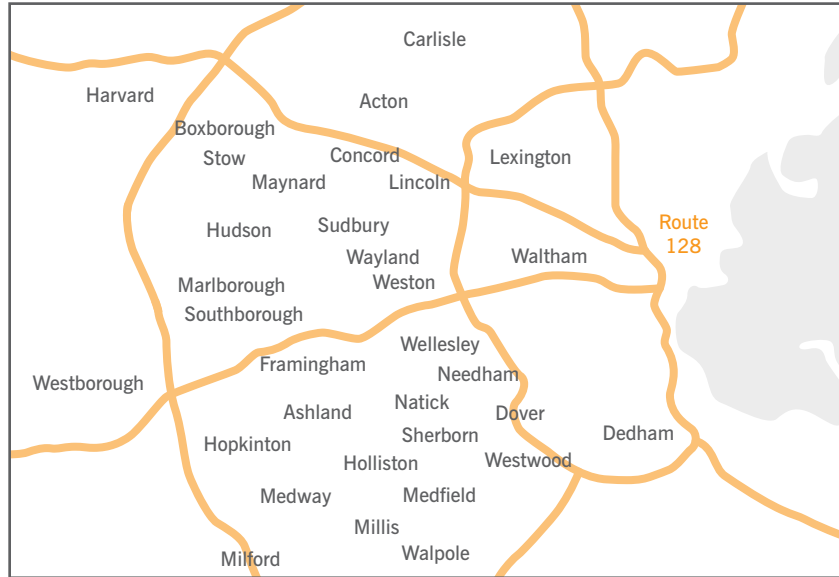 Carlisle
Harvard
Acton
Boxborough
Concord
Lexington
Stow
Maynard
Lincoln
Route
128
Hudson
Sudbury
Wayland
Waltham
Weston
Marlborough
Southborough
Wellesley
Framingham
Needham
Westborough
Natick
Ashland
Dover
Dedham
Sherborn
Hopkinton
Holliston
Westwood
Medway
Medfield
Millis
Walpole
Milford